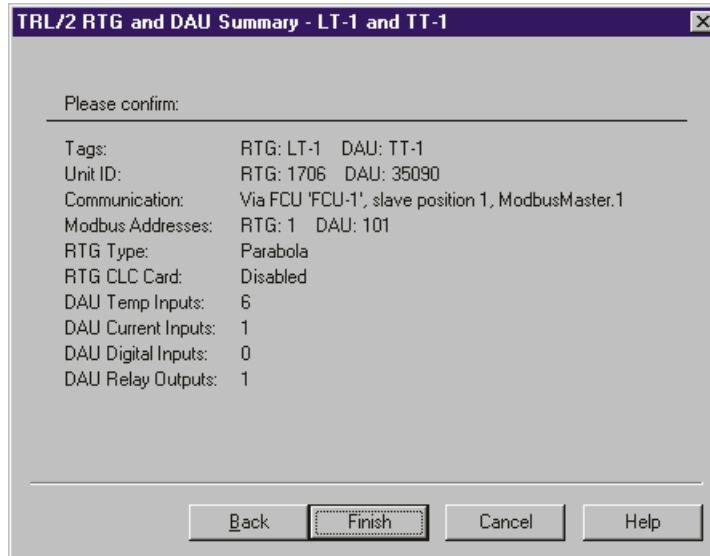 TRL/2 RTG and DAU Summary - LT-1 and TT-1
Please confirm:
Tags: RTG: LT-1 DAU: TT-1
Unit ID: RTG: 1706 DAU: 35090
Communication: Via FCU 'FCU-1', slave position 1, ModbusMaster.1
Modbus Addresses: RTG: 1 DAU: 101
RTG Type: Parabola
RTG CLC Card: Disabled
DAU Temp Inputs: 6
DAU Current Inputs: 1
DAU Digital Inputs: 0
DAU Relay Outputs: 1
Back Finish Cancel Help